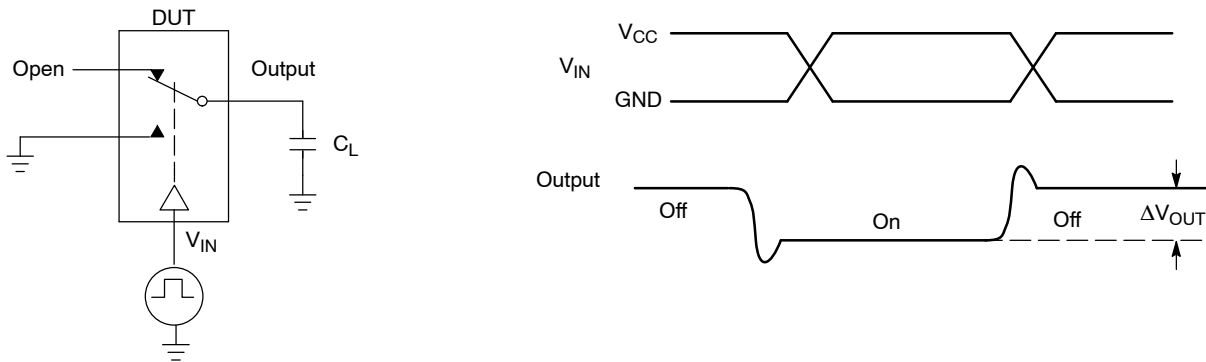 DUT
Open
Output
C_L
V_IN
V_CC
V_IN
GND
Output
Off
On
Off
ΔV_OUT